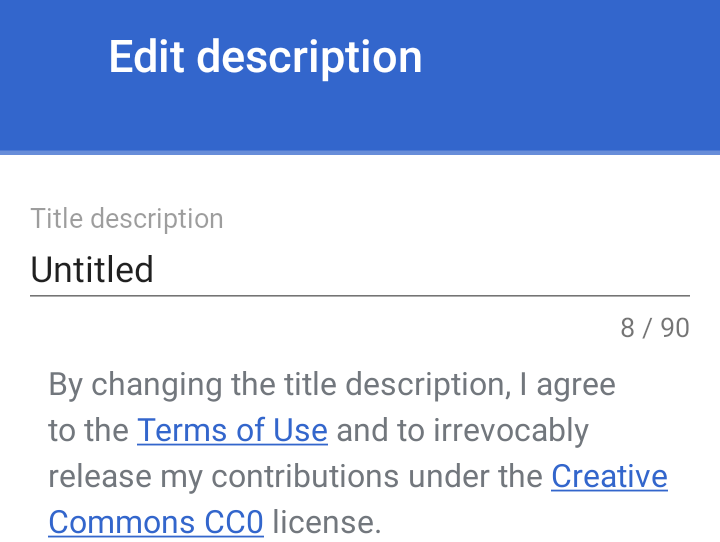 Edit description
Title description
Untitled
8 / 90
By changing the title description, I agree
to the Terms of Use and to irrevocably
release my contributions under the Creative
Commons CC0 license.